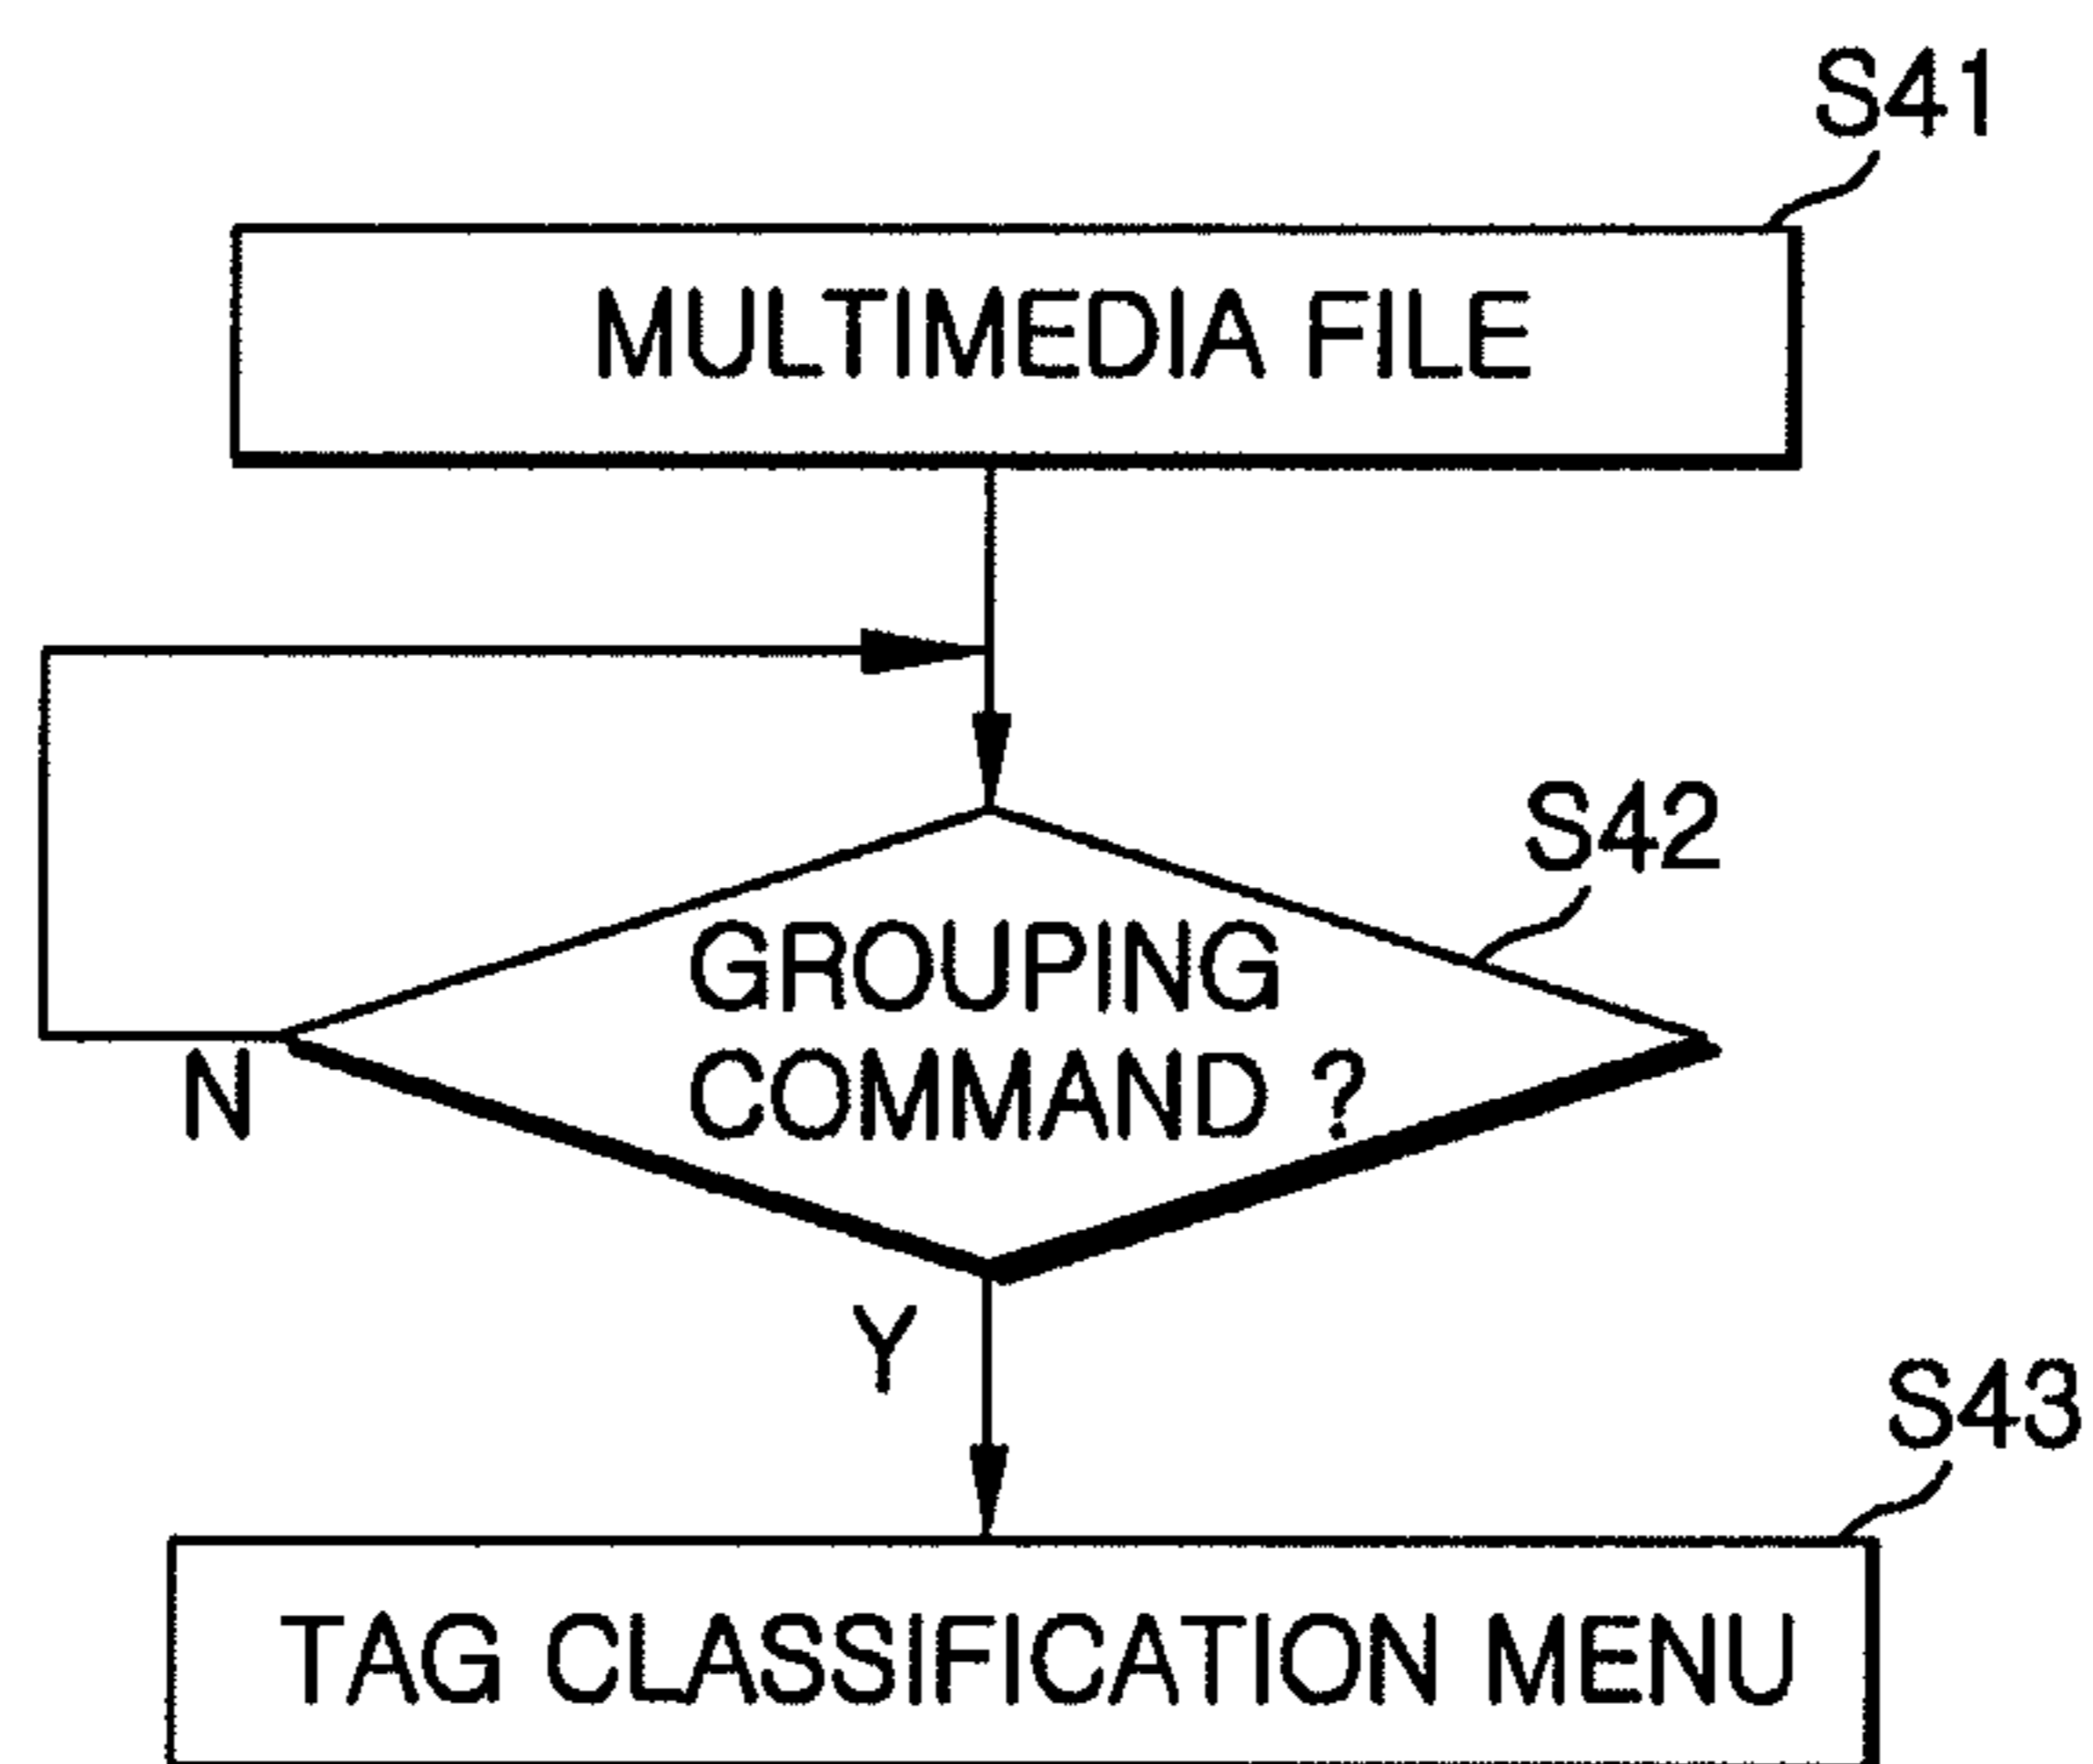 S41
MULTIMEDIA FILE
S42
GROUPING
COMMAND ?
N
Y
S43
TAG CLASSIFICATION MENU